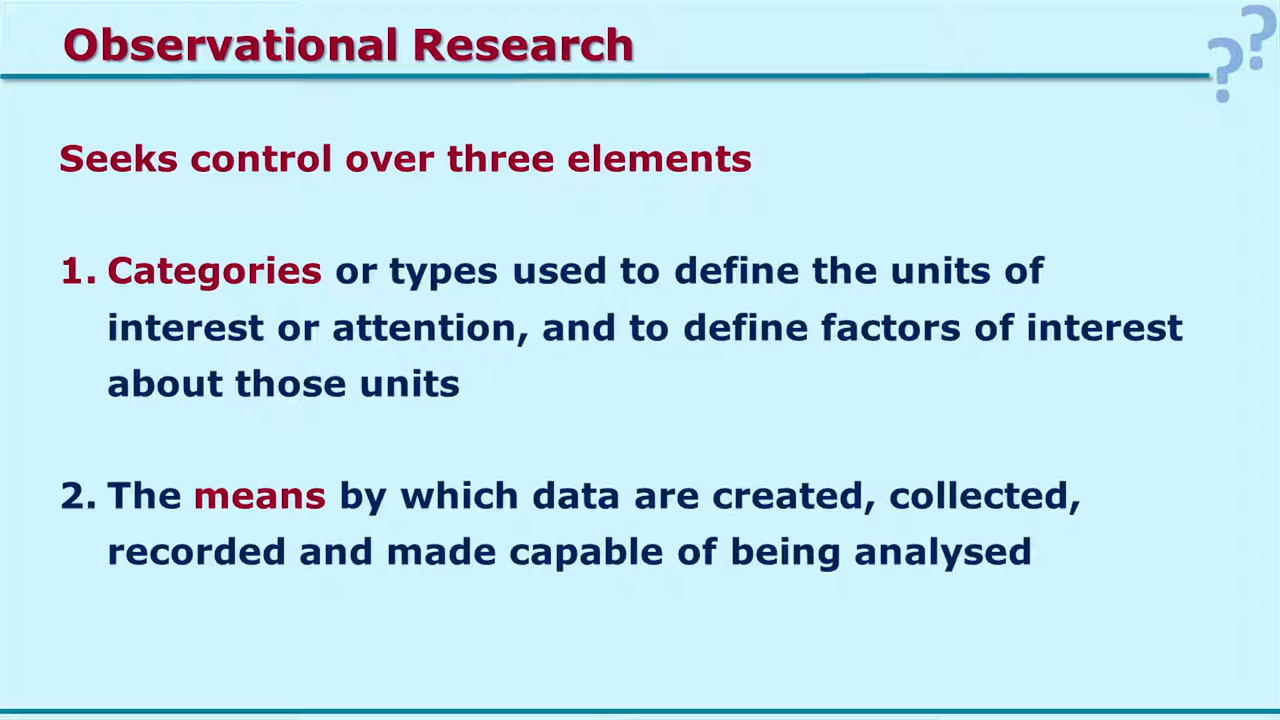 Observational Research
??
Seeks control over three elements
1. Categories or types used to define the units of
interest or attention, and to define factors of interest
about those units
2. The means by which data are created, collected,
recorded and made capable of being analysed